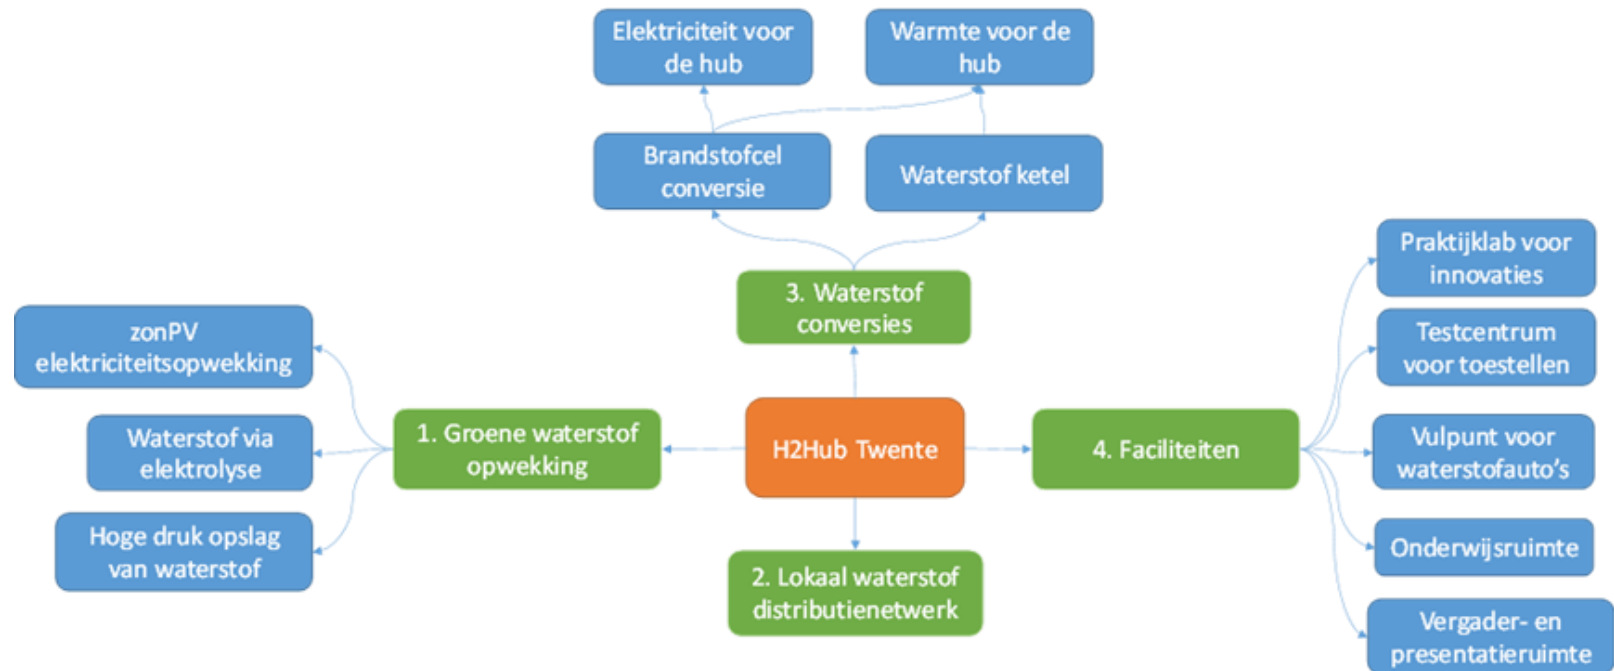 Elektriciteit voor
de hub
Warmte voor de
hub
Brandstofcel
conversie
Waterstof ketel
3. Waterstof
conversies
zonPV
elektriciteitsopwekking
Waterstof via
elektrolyse
Hoge druk opslag
van waterstof
1. Groene waterstof
opwekking
H2Hub Twente
2. Lokaal waterstof
distributienetwerk
4. Faciliteiten
Praktijklab voor
innovaties
Testcentrum
voor toestellen
Vulpunt voor
waterstofauto’s
Onderwijsruimte
Vergader- en
presentatieruimte